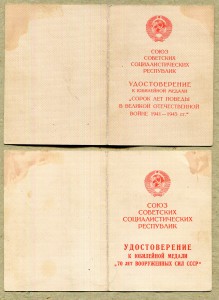 СОЮЗ
СОВЕТСКИХ
СОЦИАЛИСТИЧЕСКИХ
РЕСПУБЛИК
УДОСТОВЕРЕНИЕ
К ЮБИЛЕЙНОЙ МЕДАЛИ
„СОРОК ЛЕТ ПОБЕДЫ
В ВЕЛИКОЙ ОТЕЧЕСТВЕННОЙ
ВОЙНЕ 1941—1945 гг."
СОЮЗ
СОВЕТСКИХ
СОЦИАЛИСТИЧЕСКИХ
РЕСПУБЛИК
УДОСТОВЕРЕНИЕ
К ЮБИЛЕЙНОЙ МЕДАЛИ
„70 лет ВООРУЖЕННЫХ СИЛ СССР"